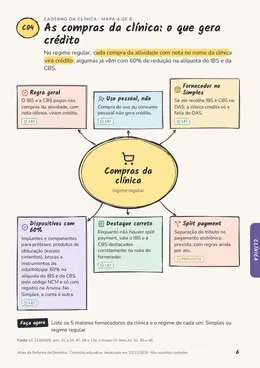 C04
CADERNO DA CLÍNICA · MAPA 4 DE 8
As compras da clínica: o que gera
crédito
No regime regular, cada compra da atividade com nota no nome da clínica
vira crédito; algumas já vêm com 60% de redução na alíquota do IBS e da
CBS.
Regra geral
O IBS e a CBS pagos nas
compras da atividade, com
nota idônea, viram crédito.
LEI
Uso pessoal, não
Compra de uso ou consumo
pessoal não gera crédito.
LEI
Fornecedor no
Simples
Se ele recolhe IBS e CBS no
DAS, a clínica credita só a
fatia do DAS.
LEI
Compras da
clínica
regime regular
Dispositivos com
60%
Implantes e componentes
para próteses, produtos de
obturação (exceto
cimentos), brocas e
instrumentos de
odontologia: 60% na
alíquota do IBS e da CBS,
pelo código NCM e só com
registro na Anvisa. No
Simples, a conta é outra.
LEI
Destaque correto
Enquanto não houver split
payment, vale o IBS e a
CBS destacados
corretamente na nota do
fornecedor.
LEI
Split payment
Separação do tributo no
pagamento eletrônico:
previsto, com regras ainda
por ato.
PREVISTO
Faça agora
Liste os 5 maiores fornecedores da clínica e o regime de cada um: Simples ou
regime regular.
CLÍNICA
6